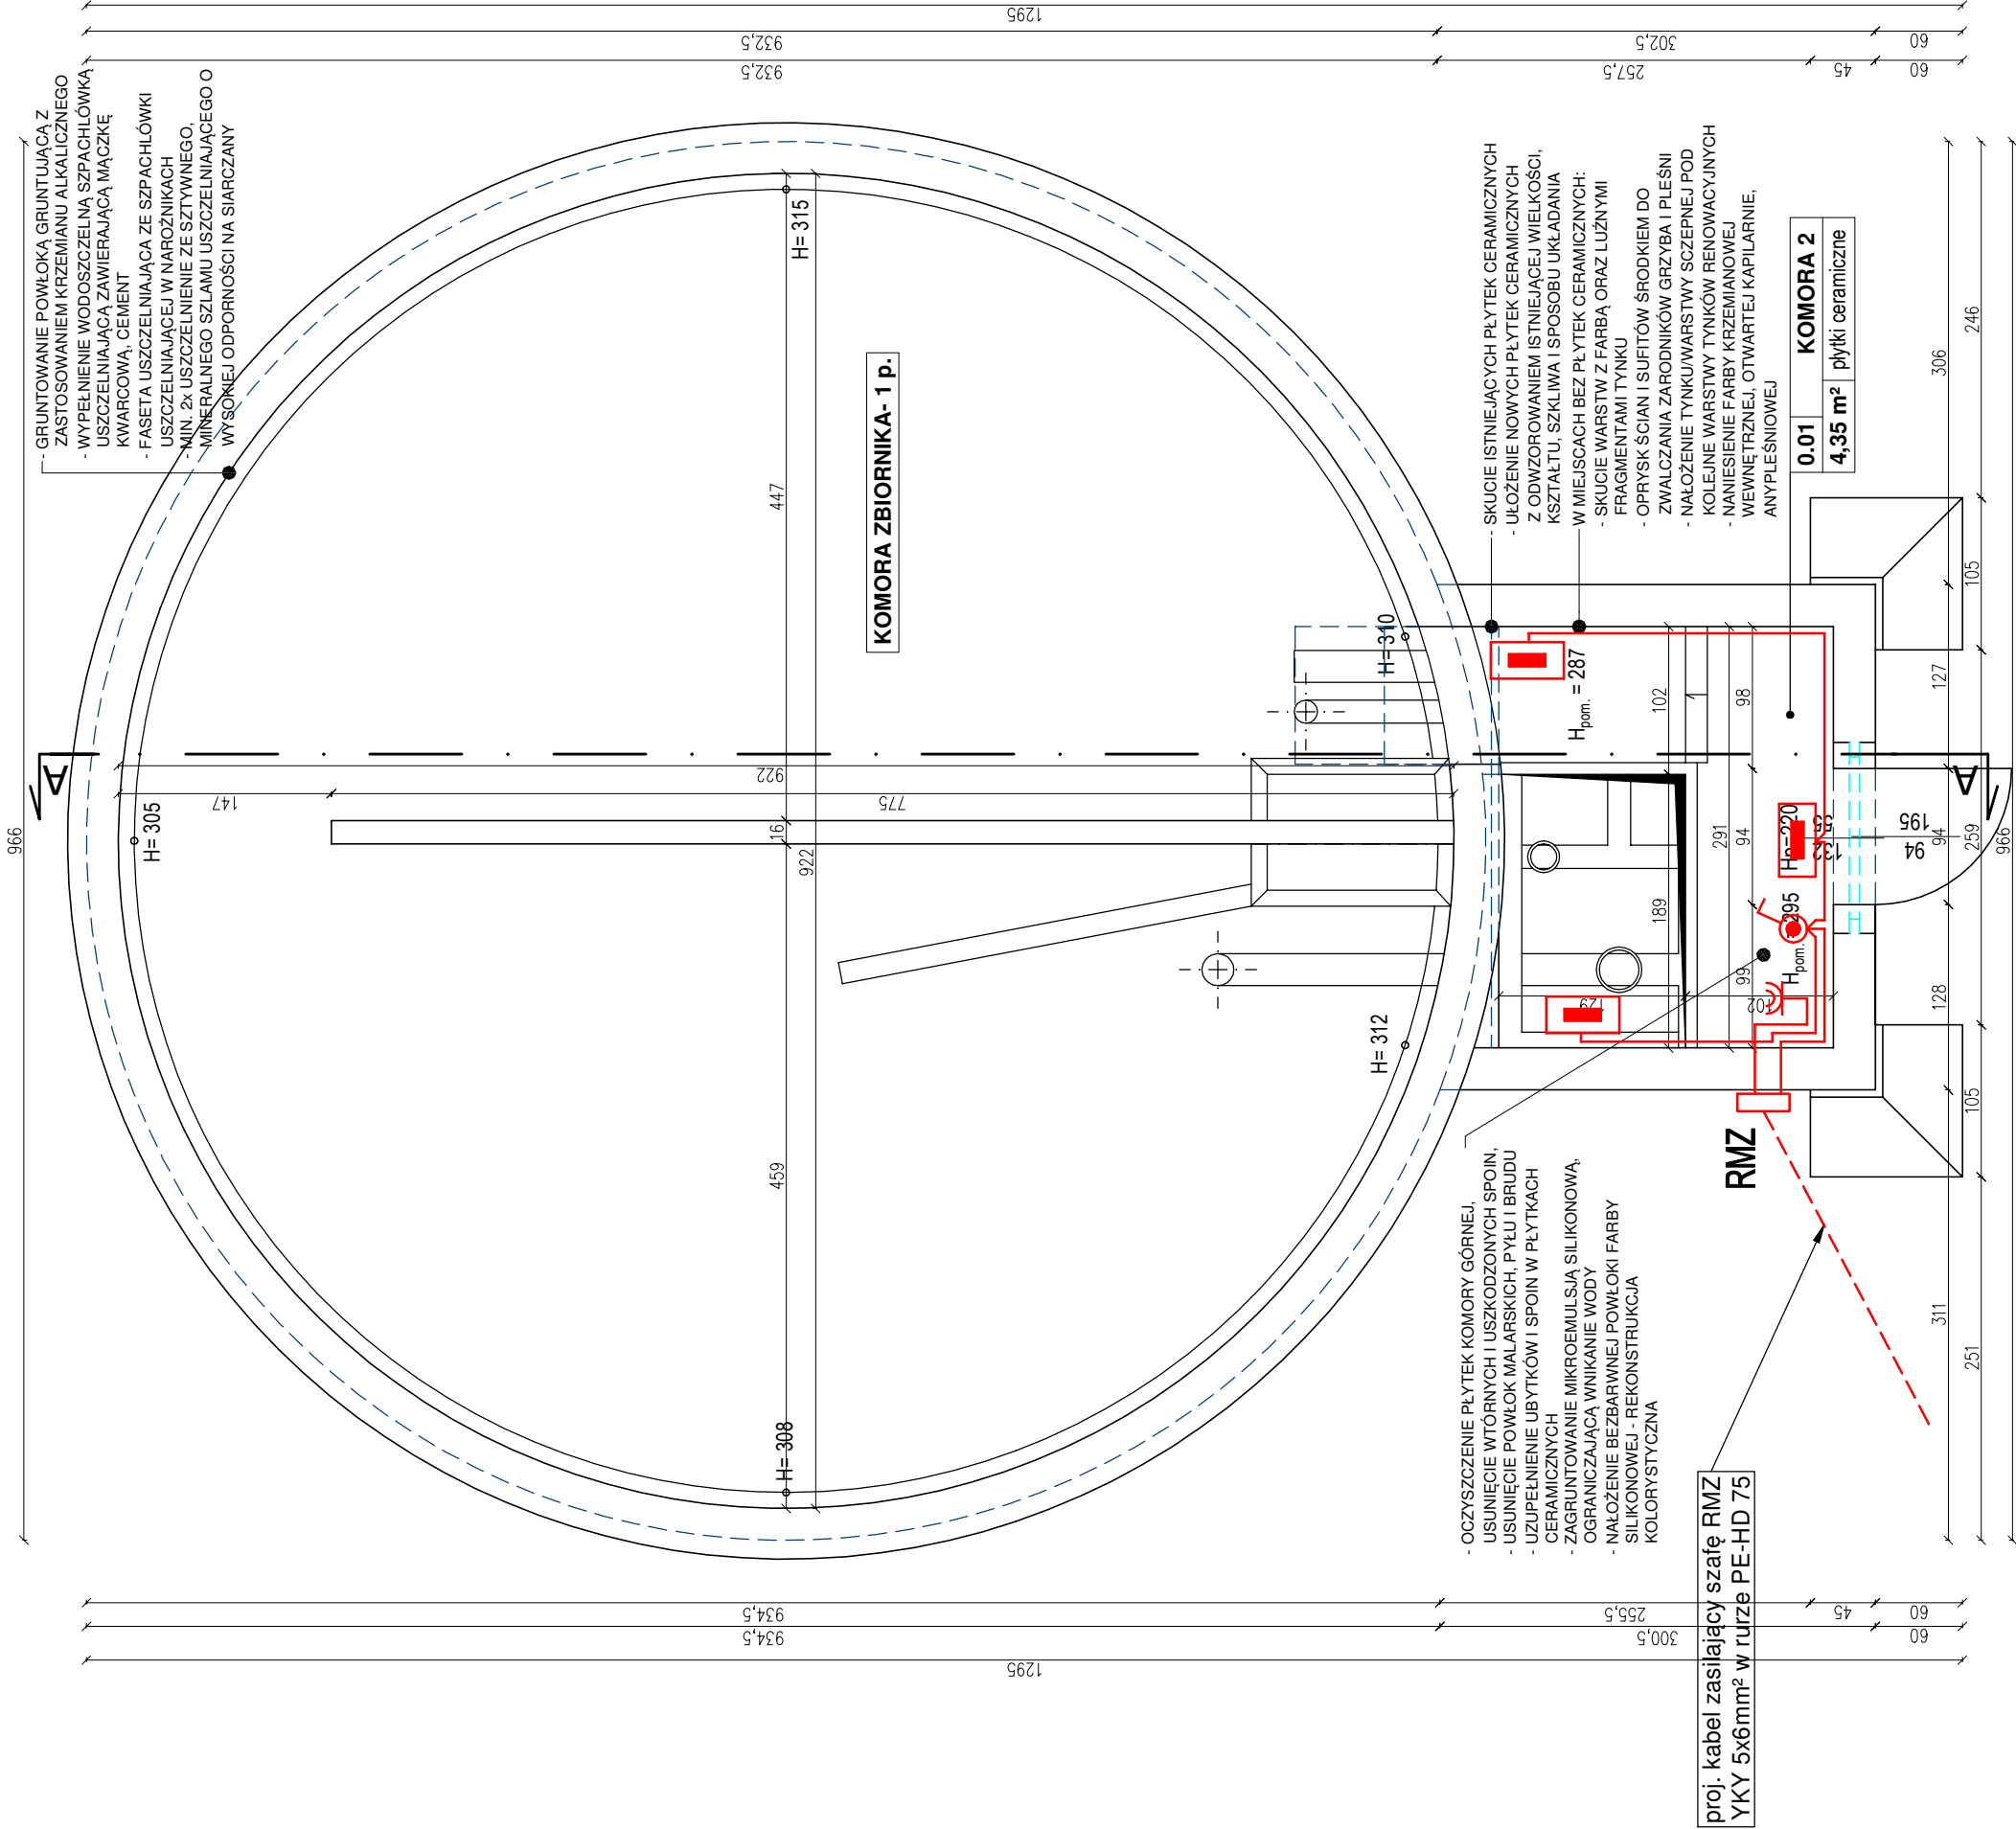 - GRUNTOWANIE POWŁOKĄ GRUNTUJĄCĄ Z
ZASTOSOWANIEM KRZEMIANU ALKALICZNEGO
- WYPEŁNIENIE WODOSZCZELNĄ SZPACHLÓWKĄ
USZCZELNIAJĄCĄ ZAWIERAJĄCĄ MĄCZKĘ
KWARCOWĄ, CEMENT
- FASETA USZCZELNIAJĄCA ZE SZPACHLÓWKI
USZCZELNIAJĄCEJ W NAROŻNIKACH
- MIN. 2x USZCZELNIENIE ZE SZTYWNEGO,
MINERALNEGO SZLAMU USZCZELNIAJĄCEGO O
WYSOKIEJ ODPORNOŚCI NA SIARCZANY
KOMORA ZBIORNIKA- 1 p.
H= 315
H= 310
H= 305
H= 312
H= 308
447
16
459
922
922
147
775
966
A
A
- SKUCIE ISTNIEJĄCYCH PŁYTEK CERAMICZNYCH
- UŁOŻENIE NOWYCH PŁYTEK CERAMICZNYCH
Z ODWZOROWANIEM ISTNIEJĄCEJ WIELKOŚCI,
KSZTAŁTU, SZKLIWA I SPOSOBU UKŁADANIA
W MIEJSCACH BEZ PŁYTEK CERAMICZNYCH:
- SKUCIE WARSTW Z FARBĄ ORAZ LUŹNYMI
FRAGMENTAMI TYNKU
- OPRYSK ŚCIAN I SUFITÓW ŚRODKIEM DO
ZWALCZANIA ZARODNIKÓW GRZYBA I PLEŚNI
- NAŁOŻENIE TYNKU/WARSTWY SCZEPNEJ POD
KOLEJNE WARSTWY TYNKÓW RENOWACYJNYCH
- NANIESIENIE FARBY KRZEMIANOWEJ
WEWNĘTRZNEJ, OTWARTEJ KAPILARNIE,
ANYPLEŚNIOWEJ
0.01 KOMORA 2
4,35 m² płytki ceramiczne
Hpom. = 287
Hp=220
Hpom. = 295
102
189
291
98
94
99
129
102
132
55
94
195
1
RMZ
- OCZYSZCZENIE PŁYTEK KOMORY GÓRNEJ,
USUNIĘCIE WTÓRNYCH I USZKODZONYCH SPOIN,
- USUNIĘCIE POWŁOK MALARSKICH, PYŁU I BRUDU
- UZUPEŁNIENIE UBYTKÓW I SPOIN W PŁYTKACH
CERAMICZNYCH
- ZAGRUNTOWANIE MIKROEMULSJĄ SILIKONOWĄ,
OGRANICZAJĄCĄ WNIKANIE WODY
- NAŁOŻENIE BEZBARWNEJ POWŁOKI FARBY
SILIKONOWEJ - REKONSTRUKCJA
KOLORYSTYCZNA
proj. kabel zasilający szafę RMZ
YKY 5x6mm² w rurze PE-HD 75
1295
932,5
302,5
60
932,5
257,5
45
60
306
127
94
128
311
246
105
259
105
251
966
934,5
255,5
45
60
934,5
300,5
60
1295